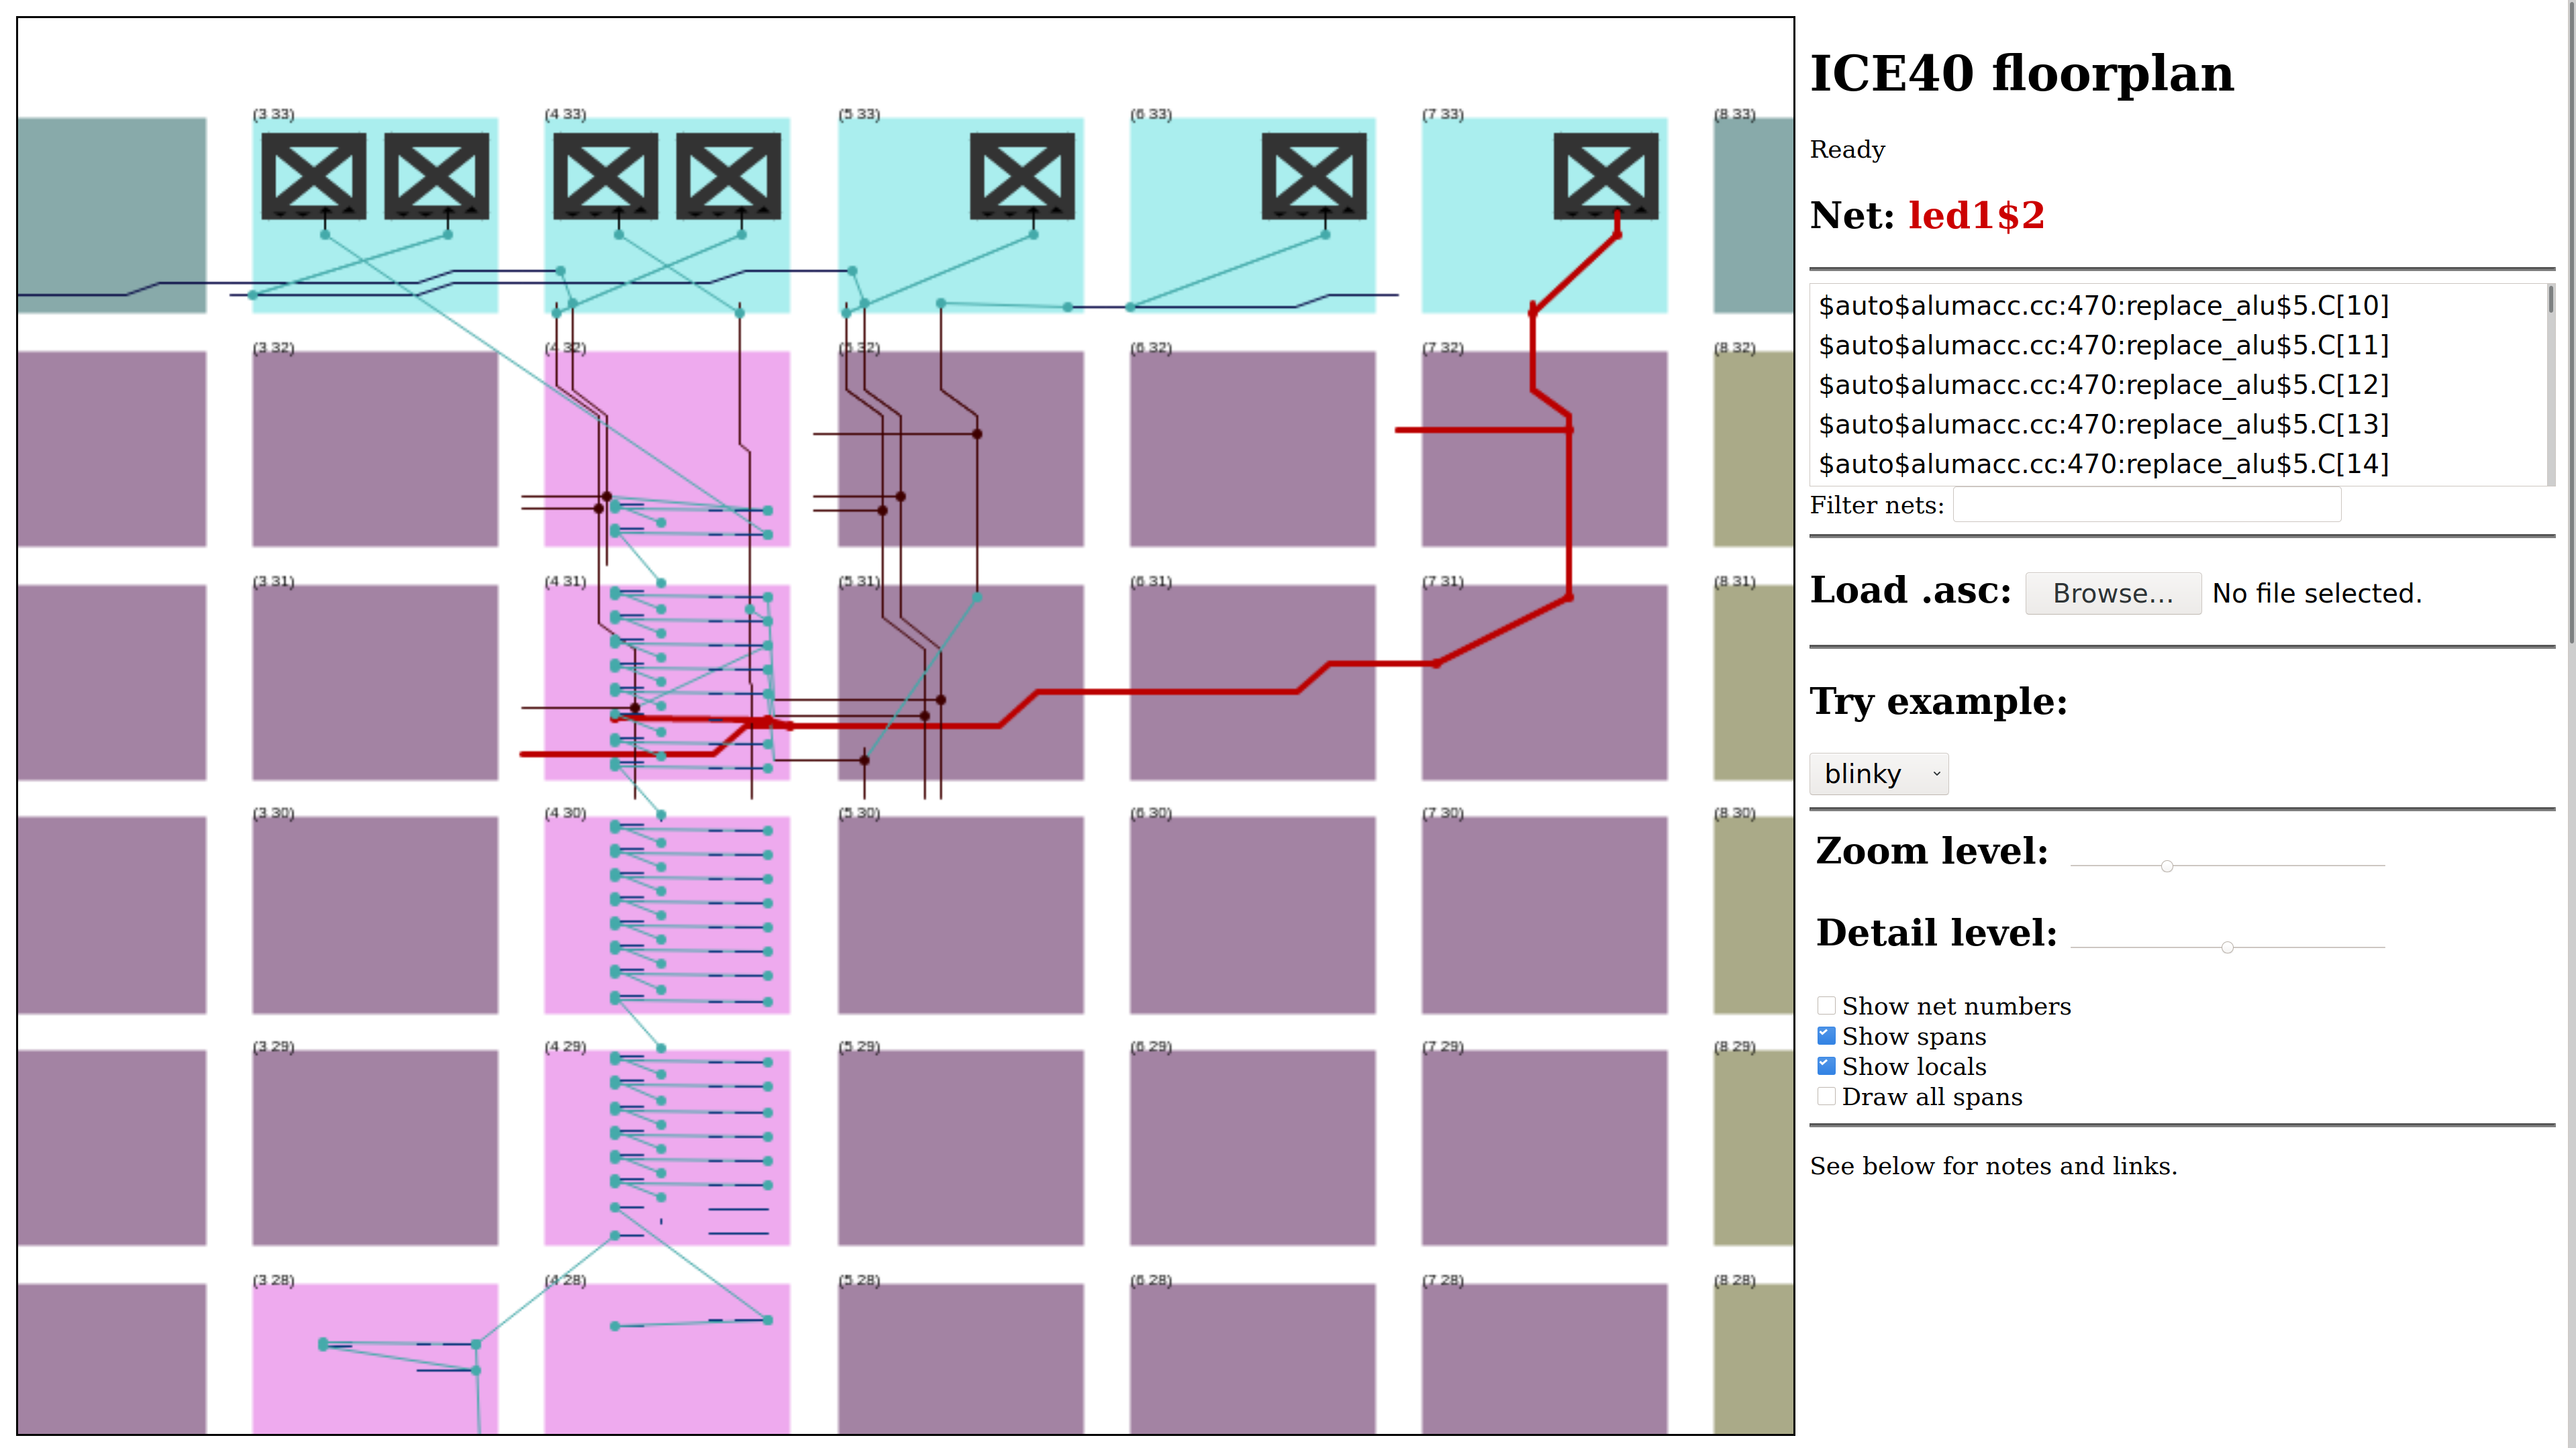 (3 33) (4 33) (5 33) (6 33) (7 33) (8 33)
(3 32) (4 32) (5 32) (6 32) (7 32) (8 32)
(3 31) (4 31) (5 31) (6 31) (7 31) (8 31)
(3 30) (4 30) (5 30) (6 30) (7 30) (8 30)
(3 29) (4 29) (5 29) (6 29) (7 29) (8 29)
(3 28) (4 28) (5 28) (6 28) (7 28) (8 28)
ICE40 floorplan
Ready
Net: led1$2
$auto$alumacc.cc:470:replace_alu$5.C[10]
$auto$alumacc.cc:470:replace_alu$5.C[11]
$auto$alumacc.cc:470:replace_alu$5.C[12]
$auto$alumacc.cc:470:replace_alu$5.C[13]
$auto$alumacc.cc:470:replace_alu$5.C[14]
Filter nets:
Load .asc: Browse... No file selected.
Try example:
blinky
Zoom level:
Detail level:
Show net numbers
Show spans
Show locals
Draw all spans
See below for notes and links.